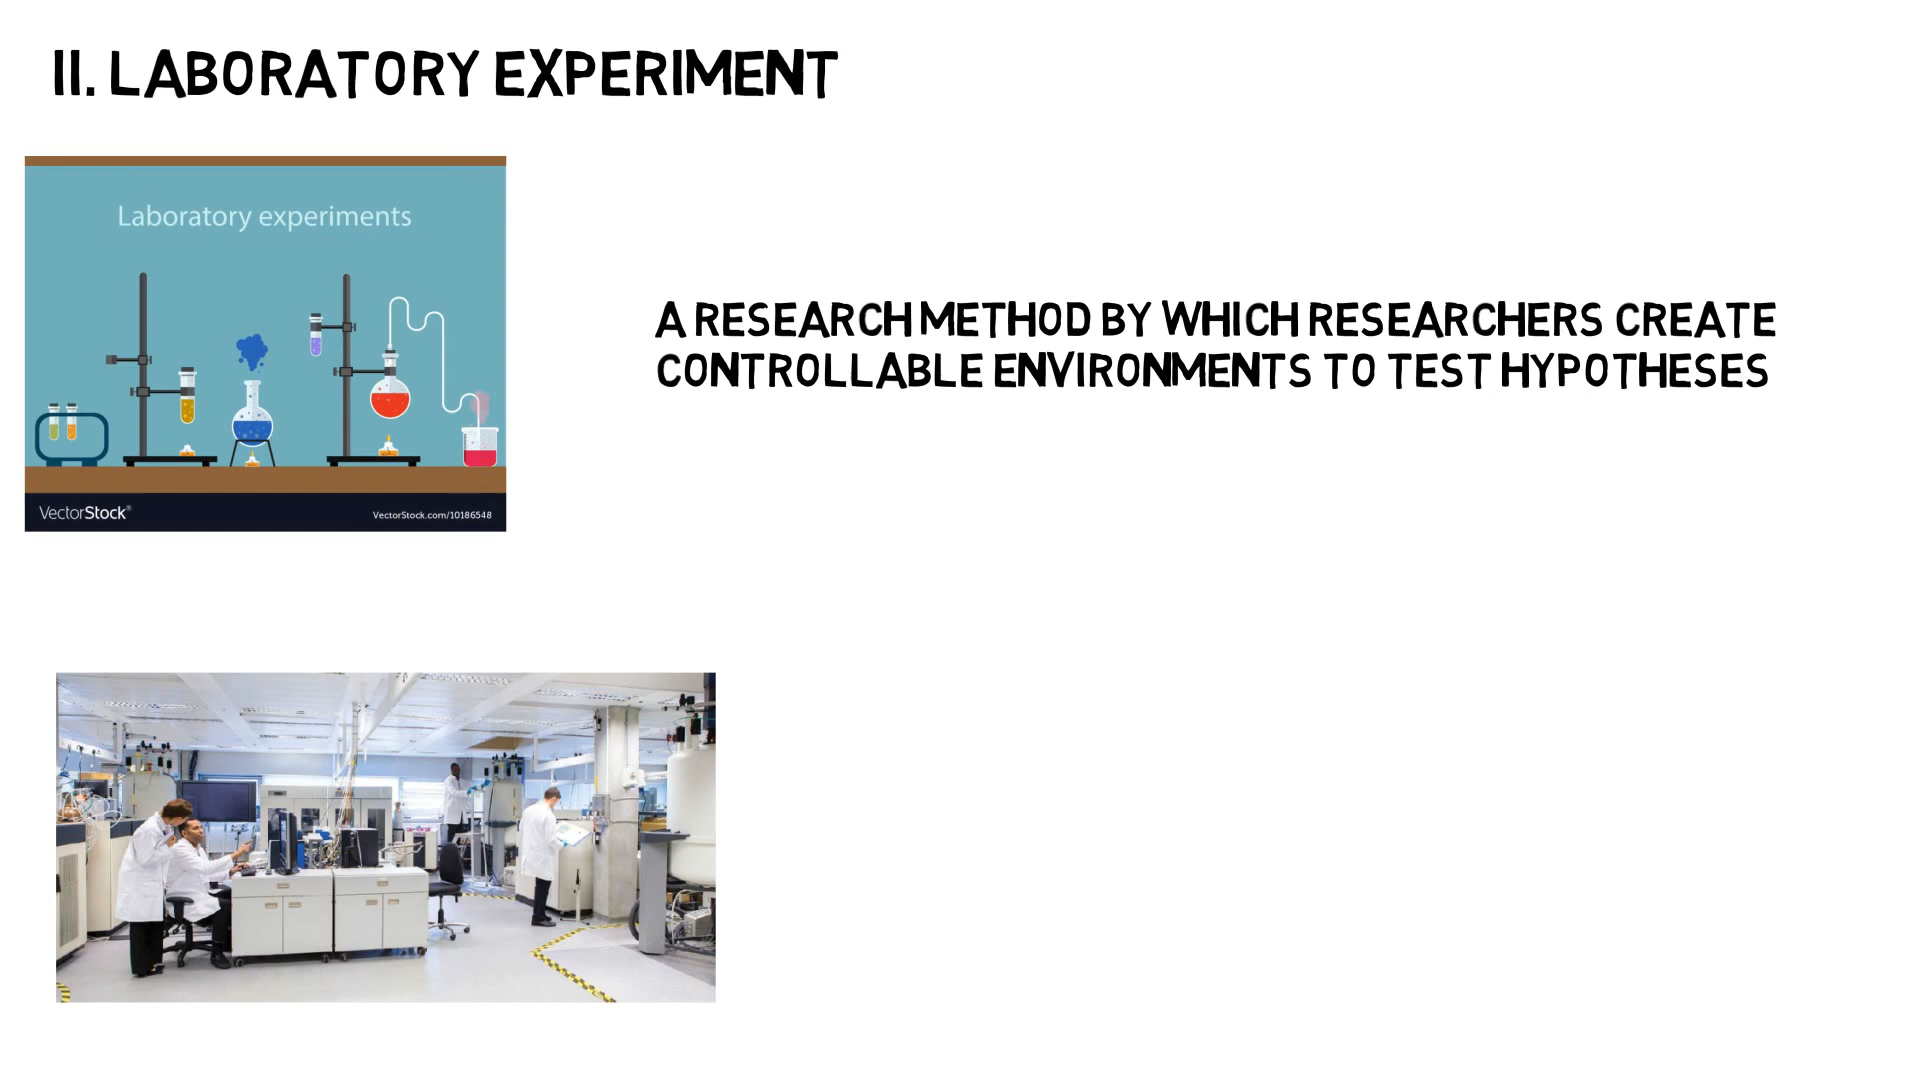 II. LABORATORY EXPERIMENT
Laboratory experiments
VectorStock®
VectorStock.com/10186548
A RESEARCH METHOD BY WHICH RESEARCHERS CREATE
CONTROLLABLE ENVIRONMENTS TO TEST HYPOTHESES